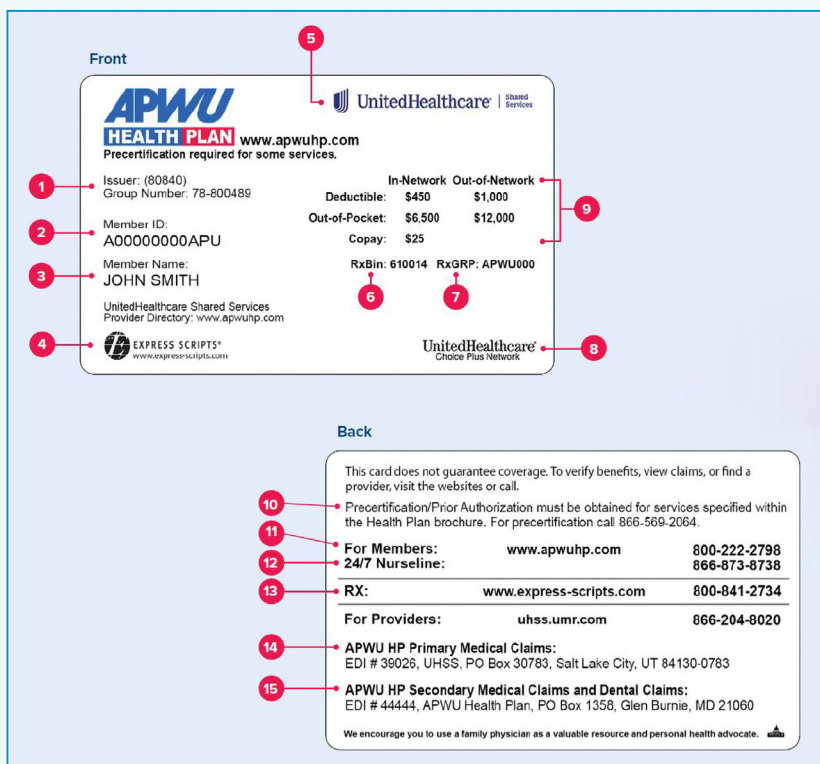 5
Front
APWU
HEALTH PLAN www.apwuhp.com
Precertification required for some services.
UnitedHealthcare® | Shared Services
1
Issuer: (80840)
Group Number: 78-800489
2
Member ID:
A00000000APU
3
Member Name:
JOHN SMITH
UnitedHealthcare Shared Services
Provider Directory: www.apwuhp.com
4
EXPRESS SCRIPTS®
www.express-scripts.com
In-Network Out-of-Network
Deductible: $450 $1,000
Out-of-Pocket: $6,500 $12,000
Copay: $25
9
RxBin: 610014 RxGRP: APWU000
6 7
UnitedHealthcare®
Choice Plus Network
8
Back
This card does not guarantee coverage. To verify benefits, view claims, or find a
provider, visit the websites or call.
10
Precertification/Prior Authorization must be obtained for services specified within
the Health Plan brochure. For precertification call 866-569-2064.
11
For Members: www.apwuhp.com 800-222-2798
12
24/7 Nurseline: 866-873-8738
13
RX: www.express-scripts.com 800-841-2734
For Providers: uhss.umr.com 866-204-8020
14
APWU HP Primary Medical Claims:
EDI # 39026, UHSS, PO Box 30783, Salt Lake City, UT 84130-0783
15
APWU HP Secondary Medical Claims and Dental Claims:
EDI # 44444, APWU Health Plan, PO Box 1358, Glen Burnie, MD 21060
We encourage you to use a family physician as a valuable resource and personal health advocate.